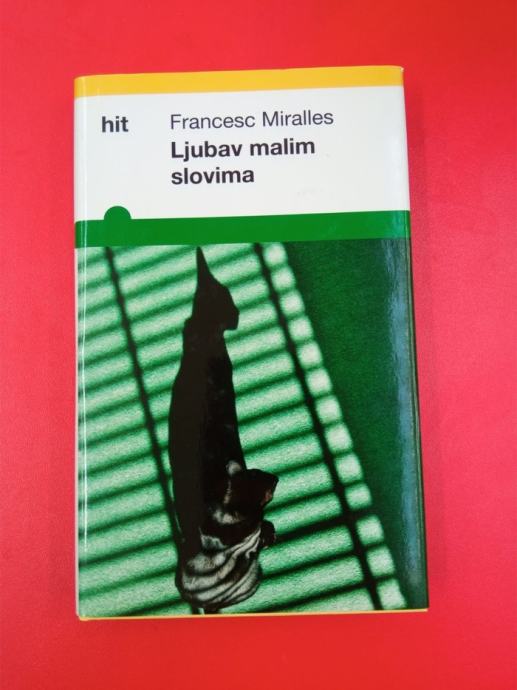 hit
Francesc Miralles
Ljubav malim
slovima